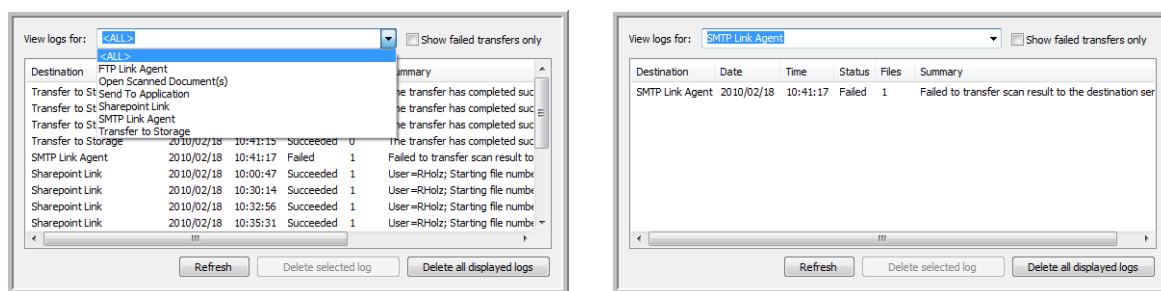 View logs for: <ALL> Show failed transfers only
<ALL>
FTP Link Agent
Open Scanned Document(s)
Send To Application
Sharepoint Link
SMTP Link Agent
Transfer to Storage
Destination ummary
Transfer to St he transfer has completed suc
Transfer to St he transfer has completed suc
Transfer to St he transfer has completed suc
Transfer to Storage 2010/02/18 10:41:15 Succeeded 0 The transfer has completed suc
SMTP Link Agent 2010/02/18 10:41:17 Failed 1 Failed to transfer scan result to
Sharepoint Link 2010/02/18 10:00:47 Succeeded 1 User=RHolz; Starting file numbe
Sharepoint Link 2010/02/18 10:30:14 Succeeded 1 User=RHolz; Starting file numbe
Sharepoint Link 2010/02/18 10:32:56 Succeeded 1 User=RHolz; Starting file numbe
Sharepoint Link 2010/02/18 10:35:31 Succeeded 1 User=RHolz; Starting file numbe
Refresh Delete selected log Delete all displayed logs
View logs for: SMTP Link Agent Show failed transfers only
Destination Date Time Status Files Summary
SMTP Link Agent 2010/02/18 10:41:17 Failed 1 Failed to transfer scan result to the destination ser
Refresh Delete selected log Delete all displayed logs